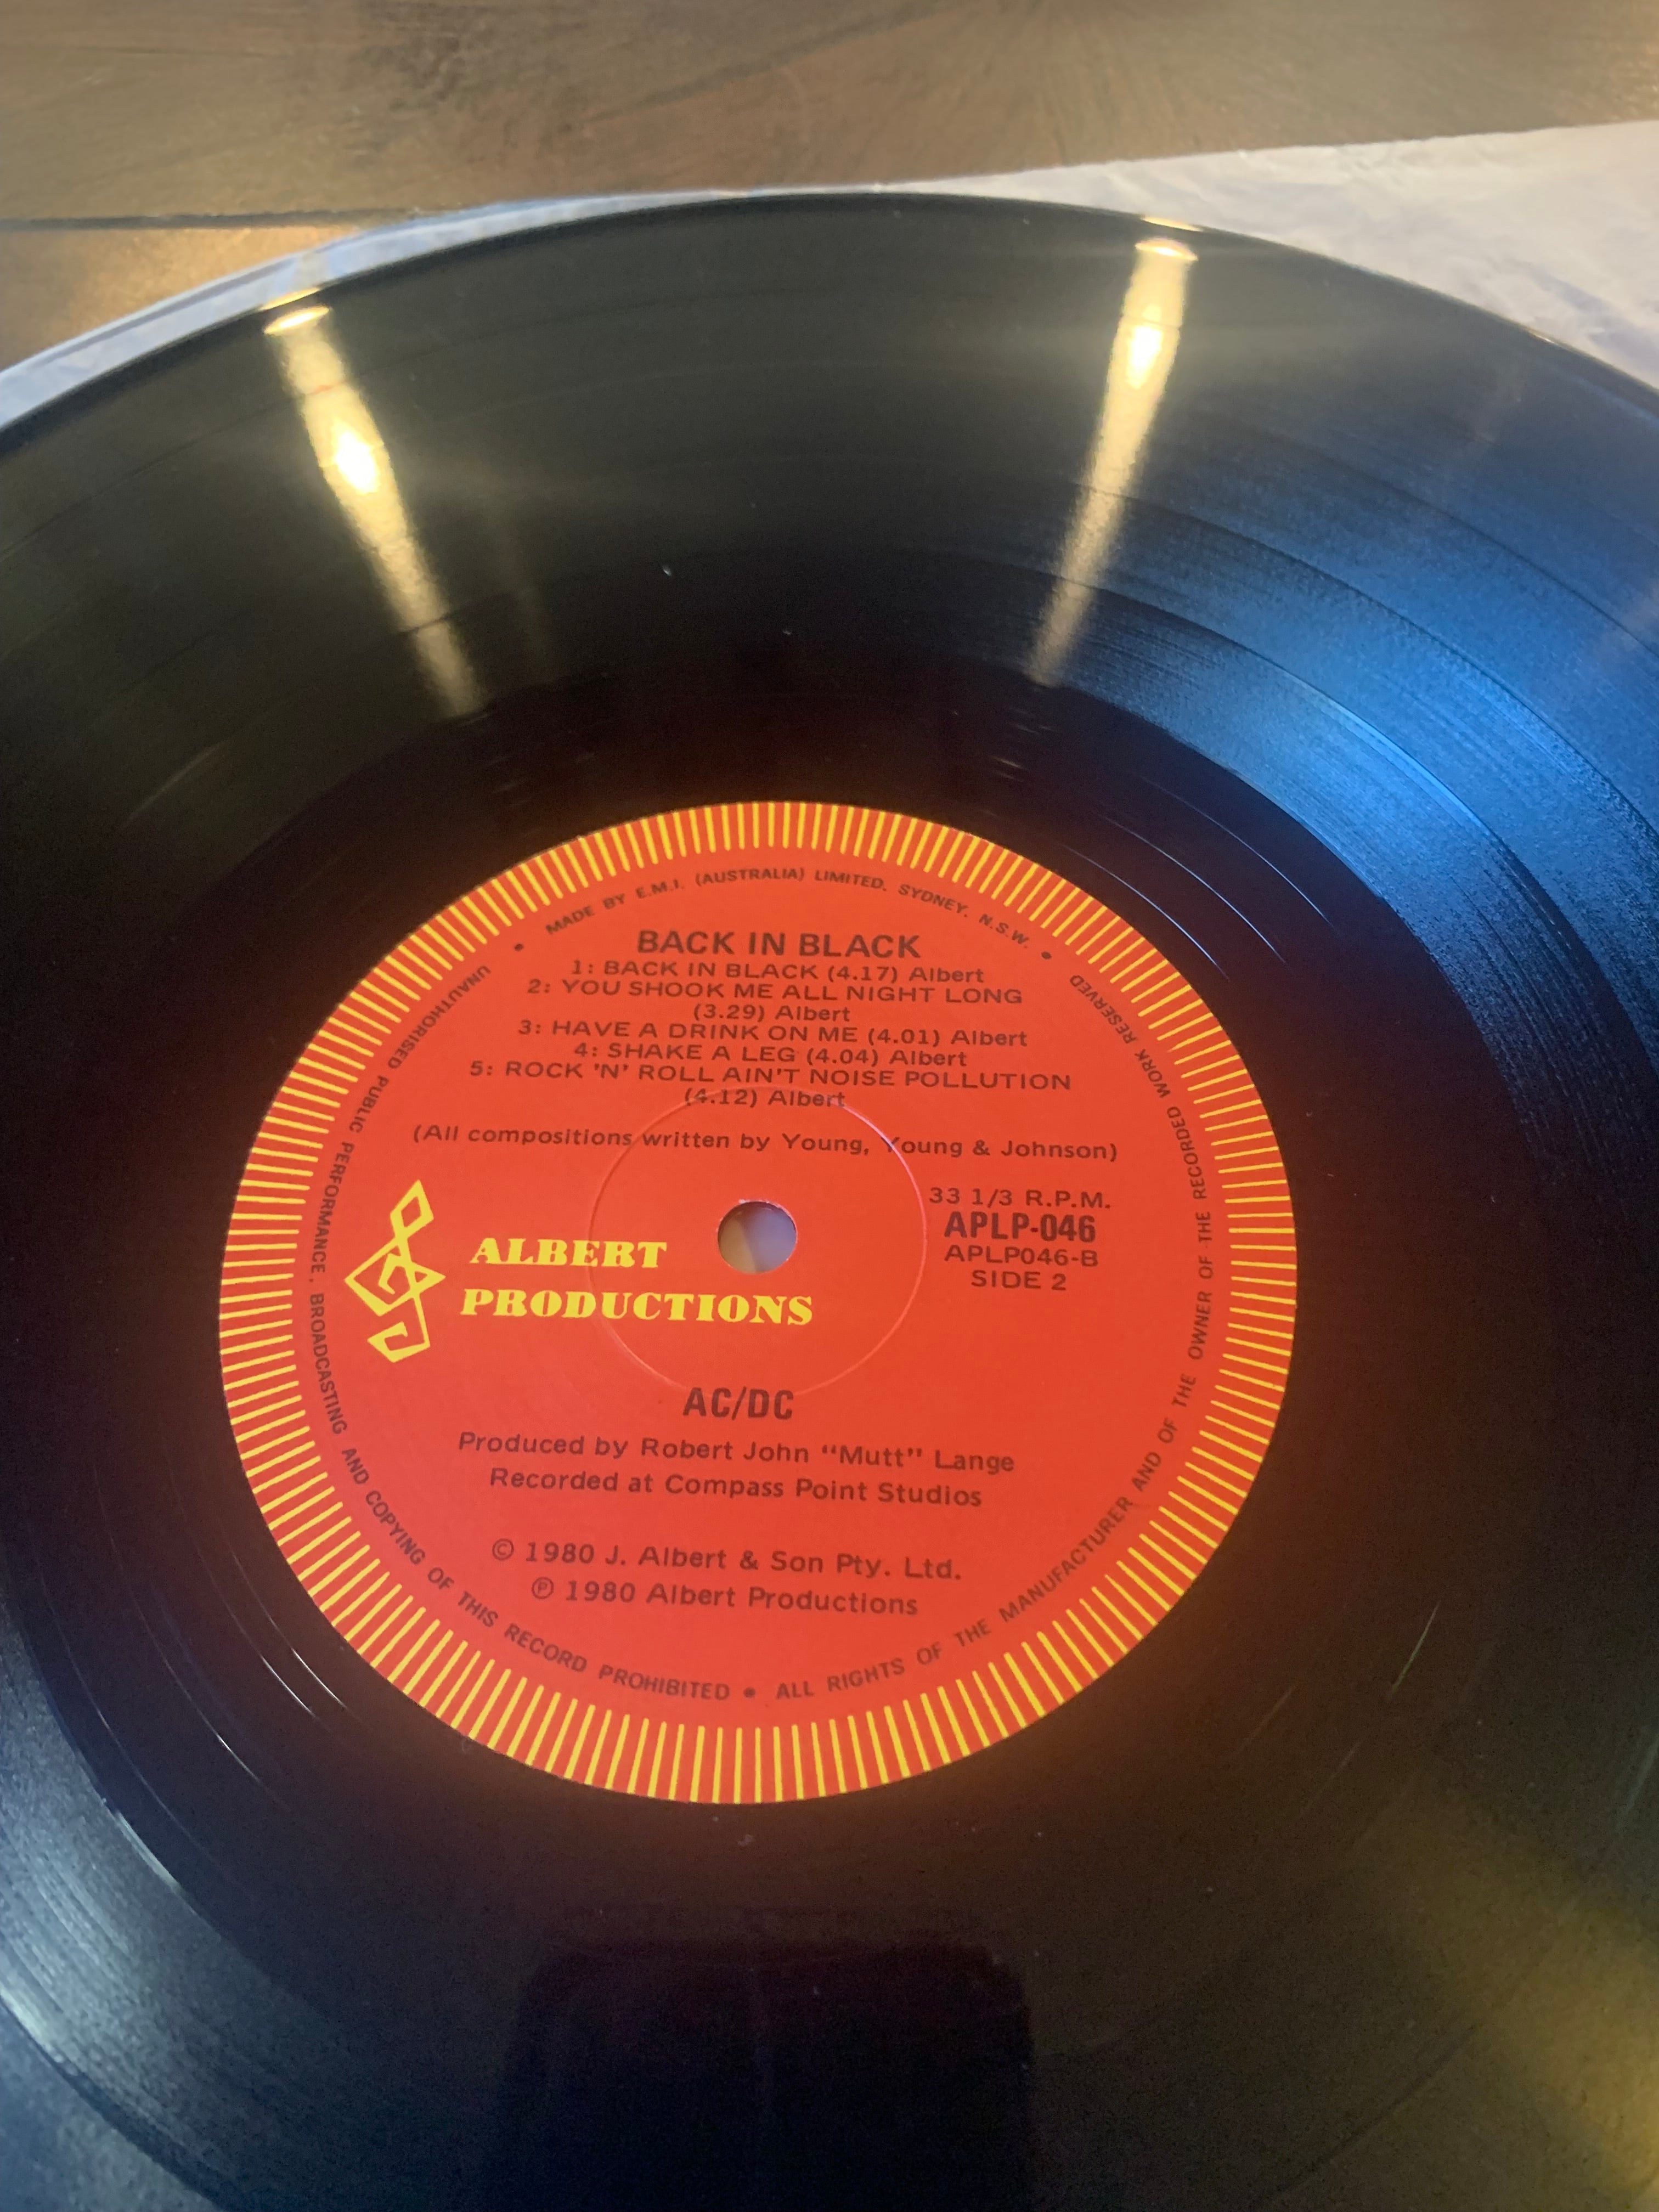 MADE BY E.M.I. (AUSTRALIA) LIMITED. SYDNEY. N.S.W.
BACK IN BLACK
1: BACK IN BLACK (4.17) Albert
2: YOU SHOOK ME ALL NIGHT LONG
(3.29) Albert
3: HAVE A DRINK ON ME (4.01) Albert
4: SHAKE A LEG (4.04) Albert
5: ROCK 'N' ROLL AIN'T NOISE POLLUTION
(4.12) Albert
(All compositions written by Young, Young & Johnson)
33 1/3 R.P.M.
APLP-046
APLP046-B
SIDE 2
ALBERT
PRODUCTIONS
AC/DC
Produced by Robert John “Mutt” Lange
Recorded at Compass Point Studios
© 1980 J. Albert & Son Pty. Ltd.
℗ 1980 Albert Productions
UNAUTHORISED PUBLIC PERFORMANCE, BROADCASTING AND COPYING OF THIS RECORD PROHIBITED • ALL RIGHTS OF THE MANUFACTURER AND OF THE OWNER OF THE RECORDED WORK RESERVED